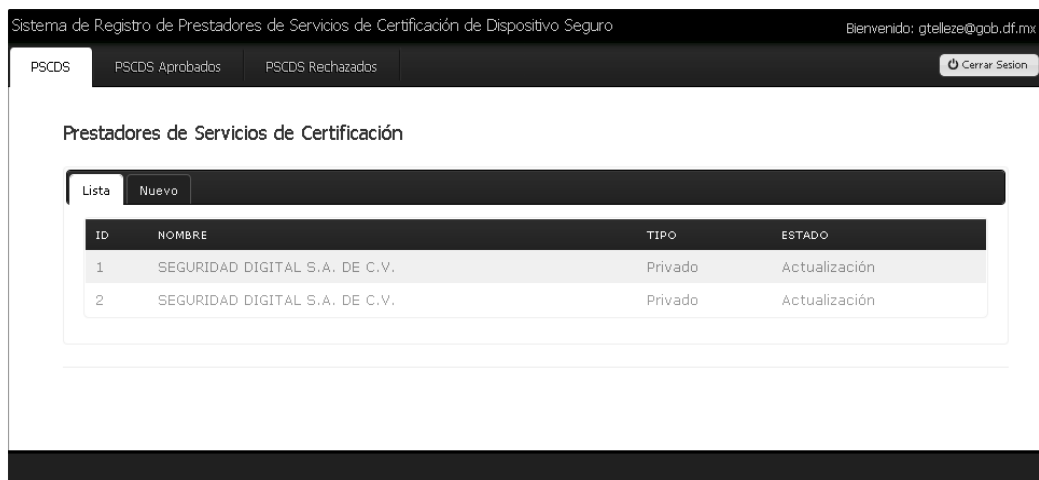 Sistema de Registro de Prestadores de Servicios de Certificación de Dispositivo Seguro
Bienvenido: gtelleze@gob.df.mx
PSCDS PSCDS Aprobados PSCDS Rechazados Cerrar Sesion
Prestadores de Servicios de Certificación
Lista Nuevo
ID NOMBRE TIPO ESTADO
1 SEGURIDAD DIGITAL S.A. DE C.V. Privado Actualización
2 SEGURIDAD DIGITAL S.A. DE C.V. Privado Actualización